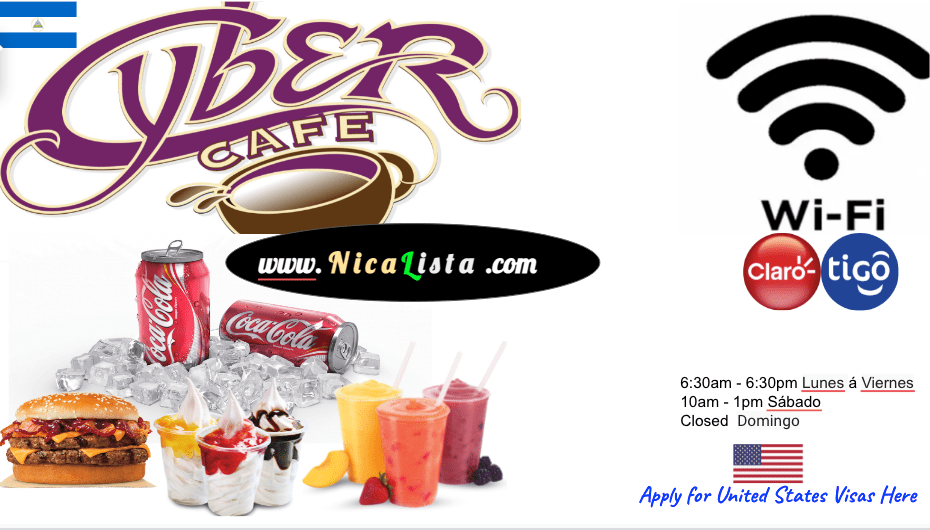 Cyber
CAFE
Wi-Fi
www.NicaLista.com
Claro
tigo
Coca-Cola
Coca-Cola
6:30am - 6:30pm Lunes á Viernes
10am - 1pm Sábado
Closed Domingo
Apply for United States Visas Here